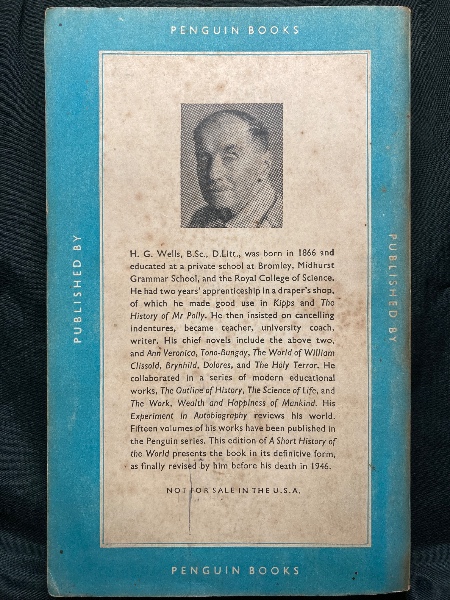 PENGUIN BOOKS
PUBLISHED BY
H. G. Wells, B.Sc., D.Litt., was born in 1866 and
educated at a private school at Bromley, Midhurst
Grammar School, and the Royal College of Science.
He had two years' apprenticeship in a draper's shop,
of which he made good use in Kipps and The
History of Mr Polly. He then insisted on cancelling
indentures, became teacher, university coach,
writer. His chief novels include the above two,
and Ann Veronica, Tono-Bungay, The World of William
Clissold, Brynhild, Dolores, and The Holy Terror. He
collaborated in a series of modern educational
works, The Outline of History, The Science of Life, and
The Work, Wealth and Happiness of Mankind. His
Experiment in Autobiography reviews his world.
Fifteen volumes of his works have been published in
the Penguin series. This edition of A Short History of
the World presents the book in its definitive form,
as finally revised by him before his death in 1946.
NOT FOR SALE IN THE U.S.A.
PUBLISHED BY
PENGUIN BOOKS